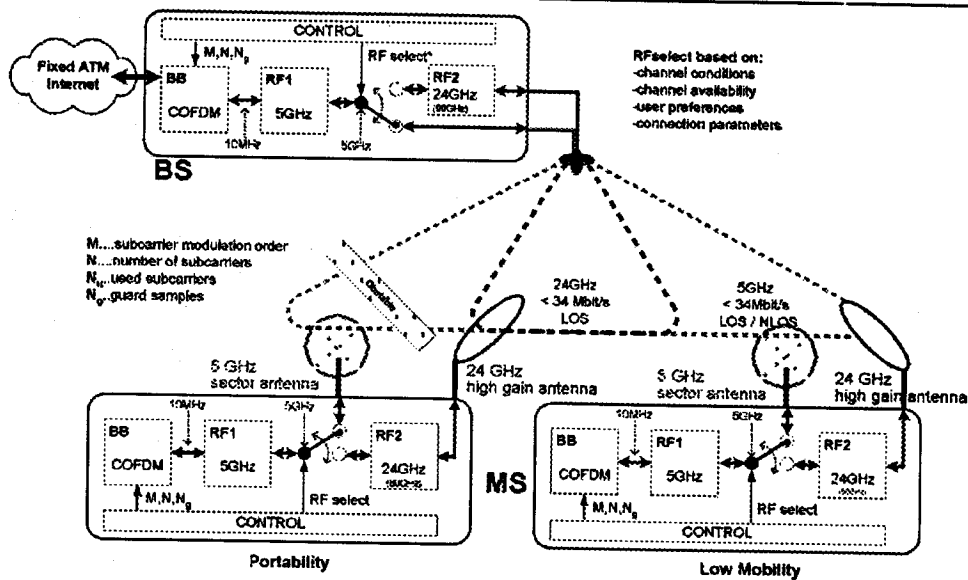 CONTROL
Fixed ATM
Internet
M,N,Ng
RF select*
BB
COFDM
RF1
5GHz
RF2
24GHz
(60GHz)
10MHz
5GHz
BS
RFselect based on:
-channel conditions
-channel availability
-user preferences
-connection parameters
M....subcarrier modulation order
N....number of subcarriers
Nu..used subcarriers
Ng..guard samples
24GHz
< 34 Mbit/s
LOS
5GHz
< 34Mbit/s
LOS / NLOS
5 GHz
sector antenna
24 GHz
high gain antenna
5 GHz
sector antenna
24 GHz
high gain antenna
10MHz
5GHz
BB
COFDM
RF1
5GHz
RF2
24GHz
(60GHz)
M,N,Ng
RF select
CONTROL
Portability
MS
10MHz
5GHz
BB
COFDM
RF1
5GHz
RF2
24GHz
M,N,Ng
RF select
CONTROL
Low Mobility